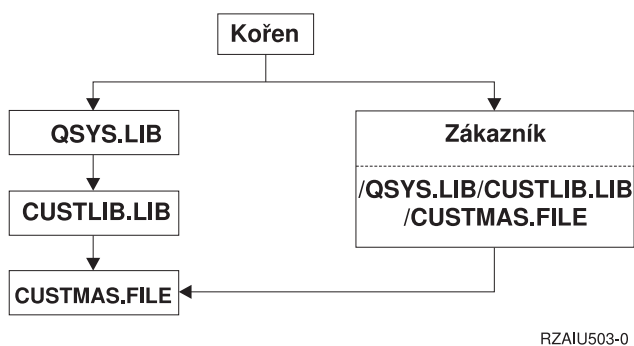 Kořen
QSYS.LIB
CUSTLIB.LIB
CUSTMAS.FILE
Zákazník
/QSYS.LIB/CUSTLIB.LIB
/CUSTMAS.FILE
RZAIU503-0